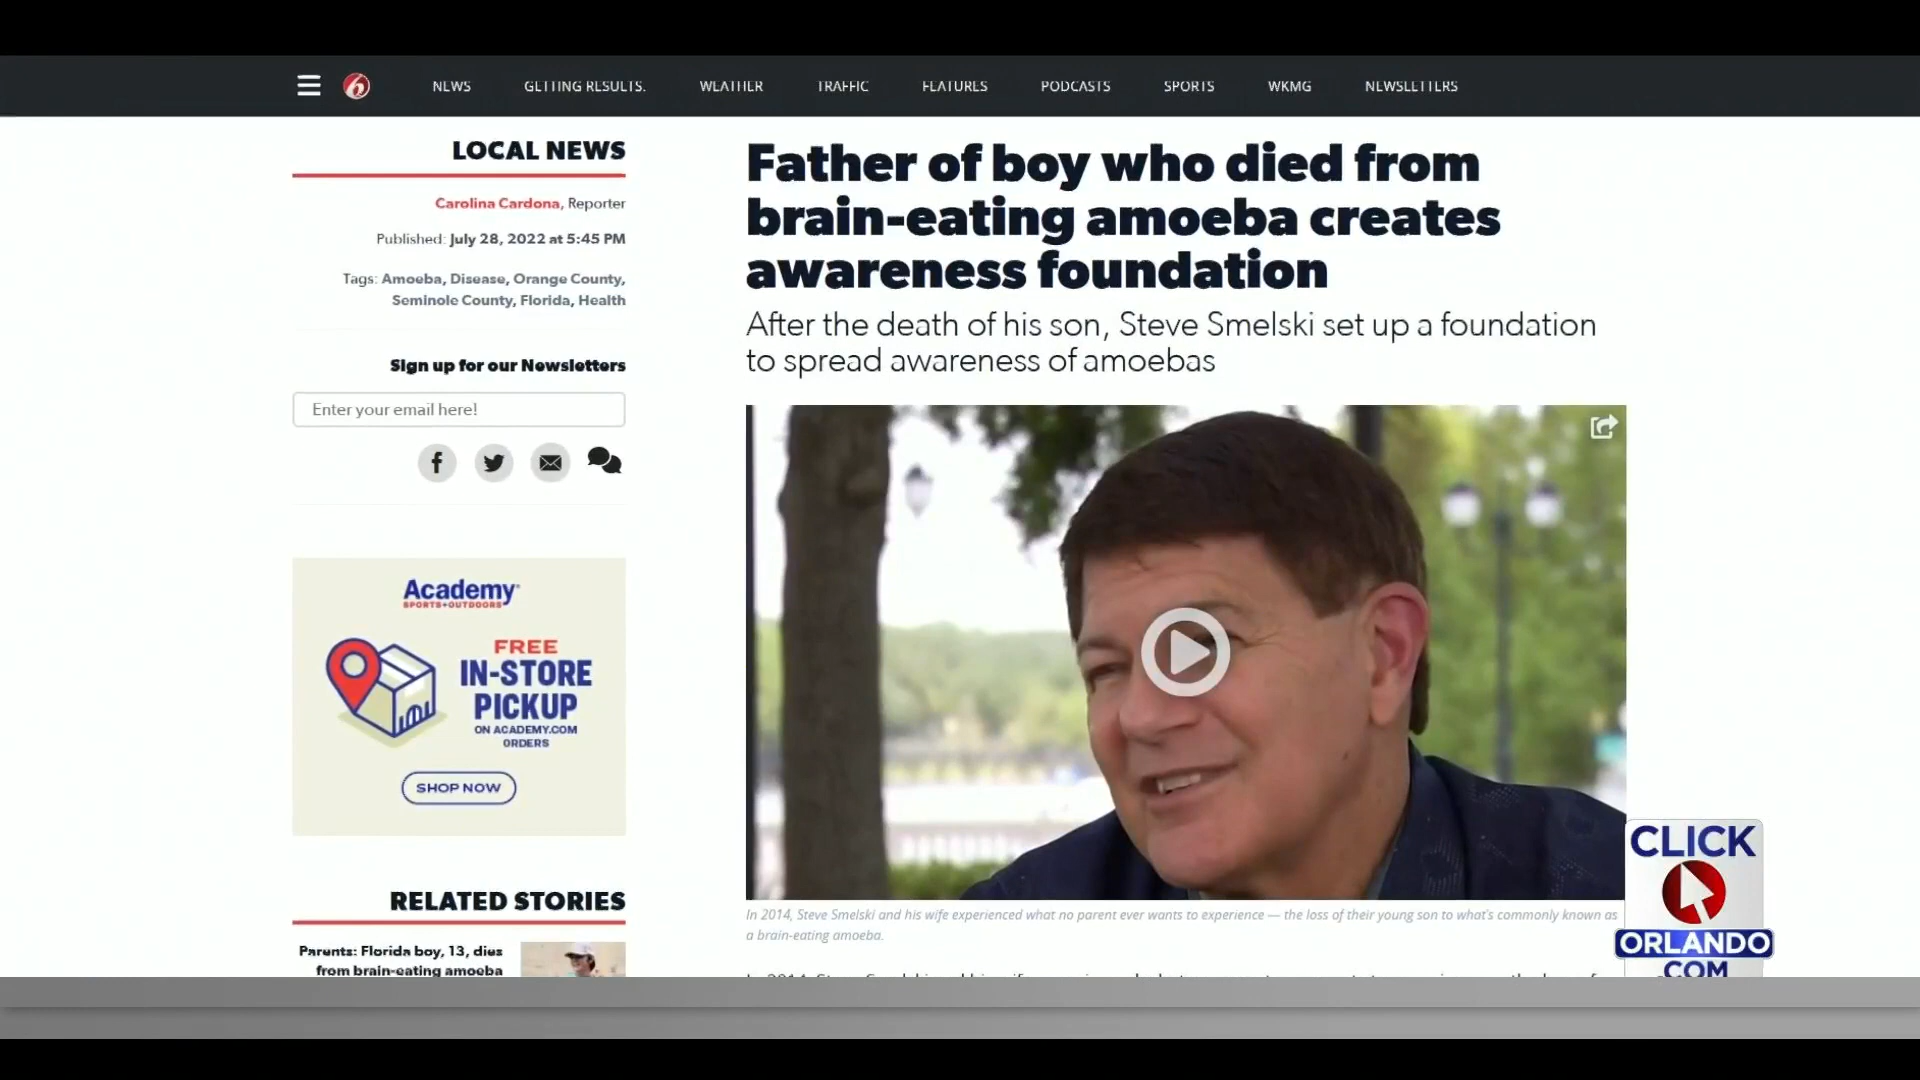 6
NEWS
GETTING RESULTS.
WEATHER
TRAFFIC
FEATURES
PODCASTS
SPORTS
WKMG
NEWSLETTERS
LOCAL NEWS
Carolina Cardona, Reporter
Published: July 28, 2022 at 5:45 PM
Tags: Amoeba, Disease, Orange County,
Seminole County, Florida, Health
Sign up for our Newsletters
Enter your email here!
Academy
SPORTS+OUTDOORS
FREE
IN-STORE
PICKUP
ON ACADEMY.COM
ORDERS
SHOP NOW
RELATED STORIES
Parents: Florida boy, 13, dies
from brain-eating amoeba
Father of boy who died from
brain-eating amoeba creates
awareness foundation
After the death of his son, Steve Smelski set up a foundation
to spread awareness of amoebas
In 2014, Steve Smelski and his wife experienced what no parent ever wants to experience — the loss of their young son to what's commonly known as
a brain-eating amoeba.
CLICK
ORLANDO
.COM